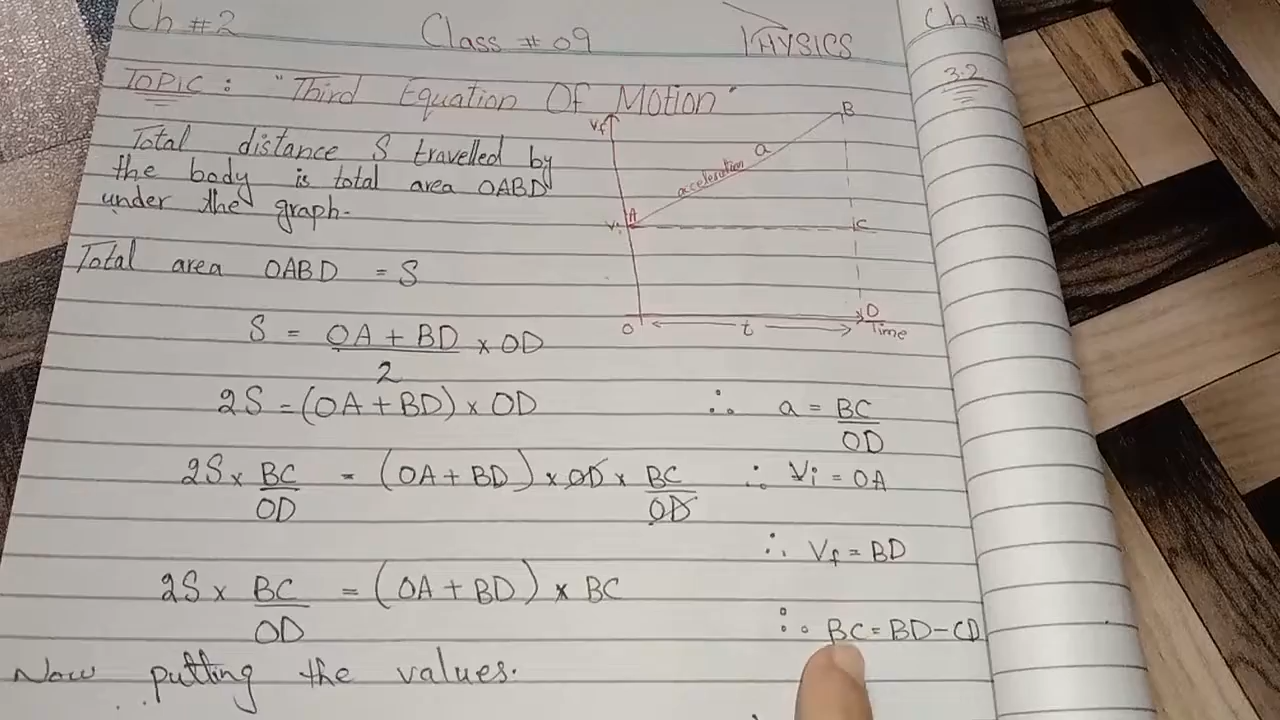 Ch #2 Class # 09 PHYSICS
TOPIC: "Third Equation Of Motion"
Total distance S travelled by
the body is total area OABD
under the graph.
Total area OABD = S
S = OA + BD / 2 × OD
2S = (OA + BD) × OD
2S × BC / OD = (OA + BD) × OD × BC / OD
2S × BC / OD = (OA + BD) × BC
Now putting the values.
Vf
B
a
acceleration
Vi
A
C
O
t
D
Time
∴ a = BC / OD
∴ Vi = OA
∴ Vf = BD
∴ BC = BD - CD
Ch #
3.2